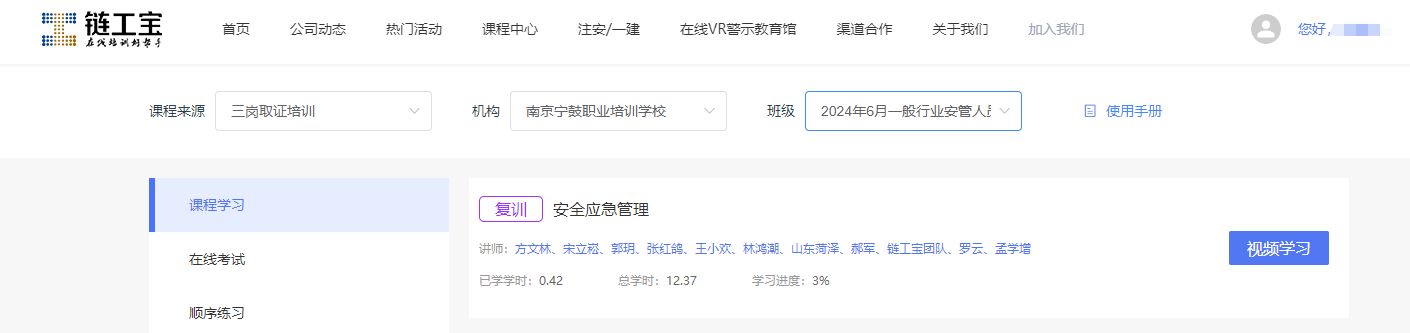 链工宝 首页 公司动态 热门活动 课程中心 注安/一建 在线VR警示教育馆 渠道合作 关于我们 加入我们 您好,
在线培训好帮手
课程来源 三岗取证培训 机构 南京宁鼓职业培训学校 班级 2024年6月一般行业安管人员 使用手册
课程学习
在线考试
顺序练习
复训 安全应急管理
讲师：方文林、宋立崧、郭玥、张红鸽、王小欢、林鸿潮、山东菏泽、郝军、链工宝团队、罗云、孟学增
视频学习
已学学时：0.42 总学时：12.37 学习进度：3%